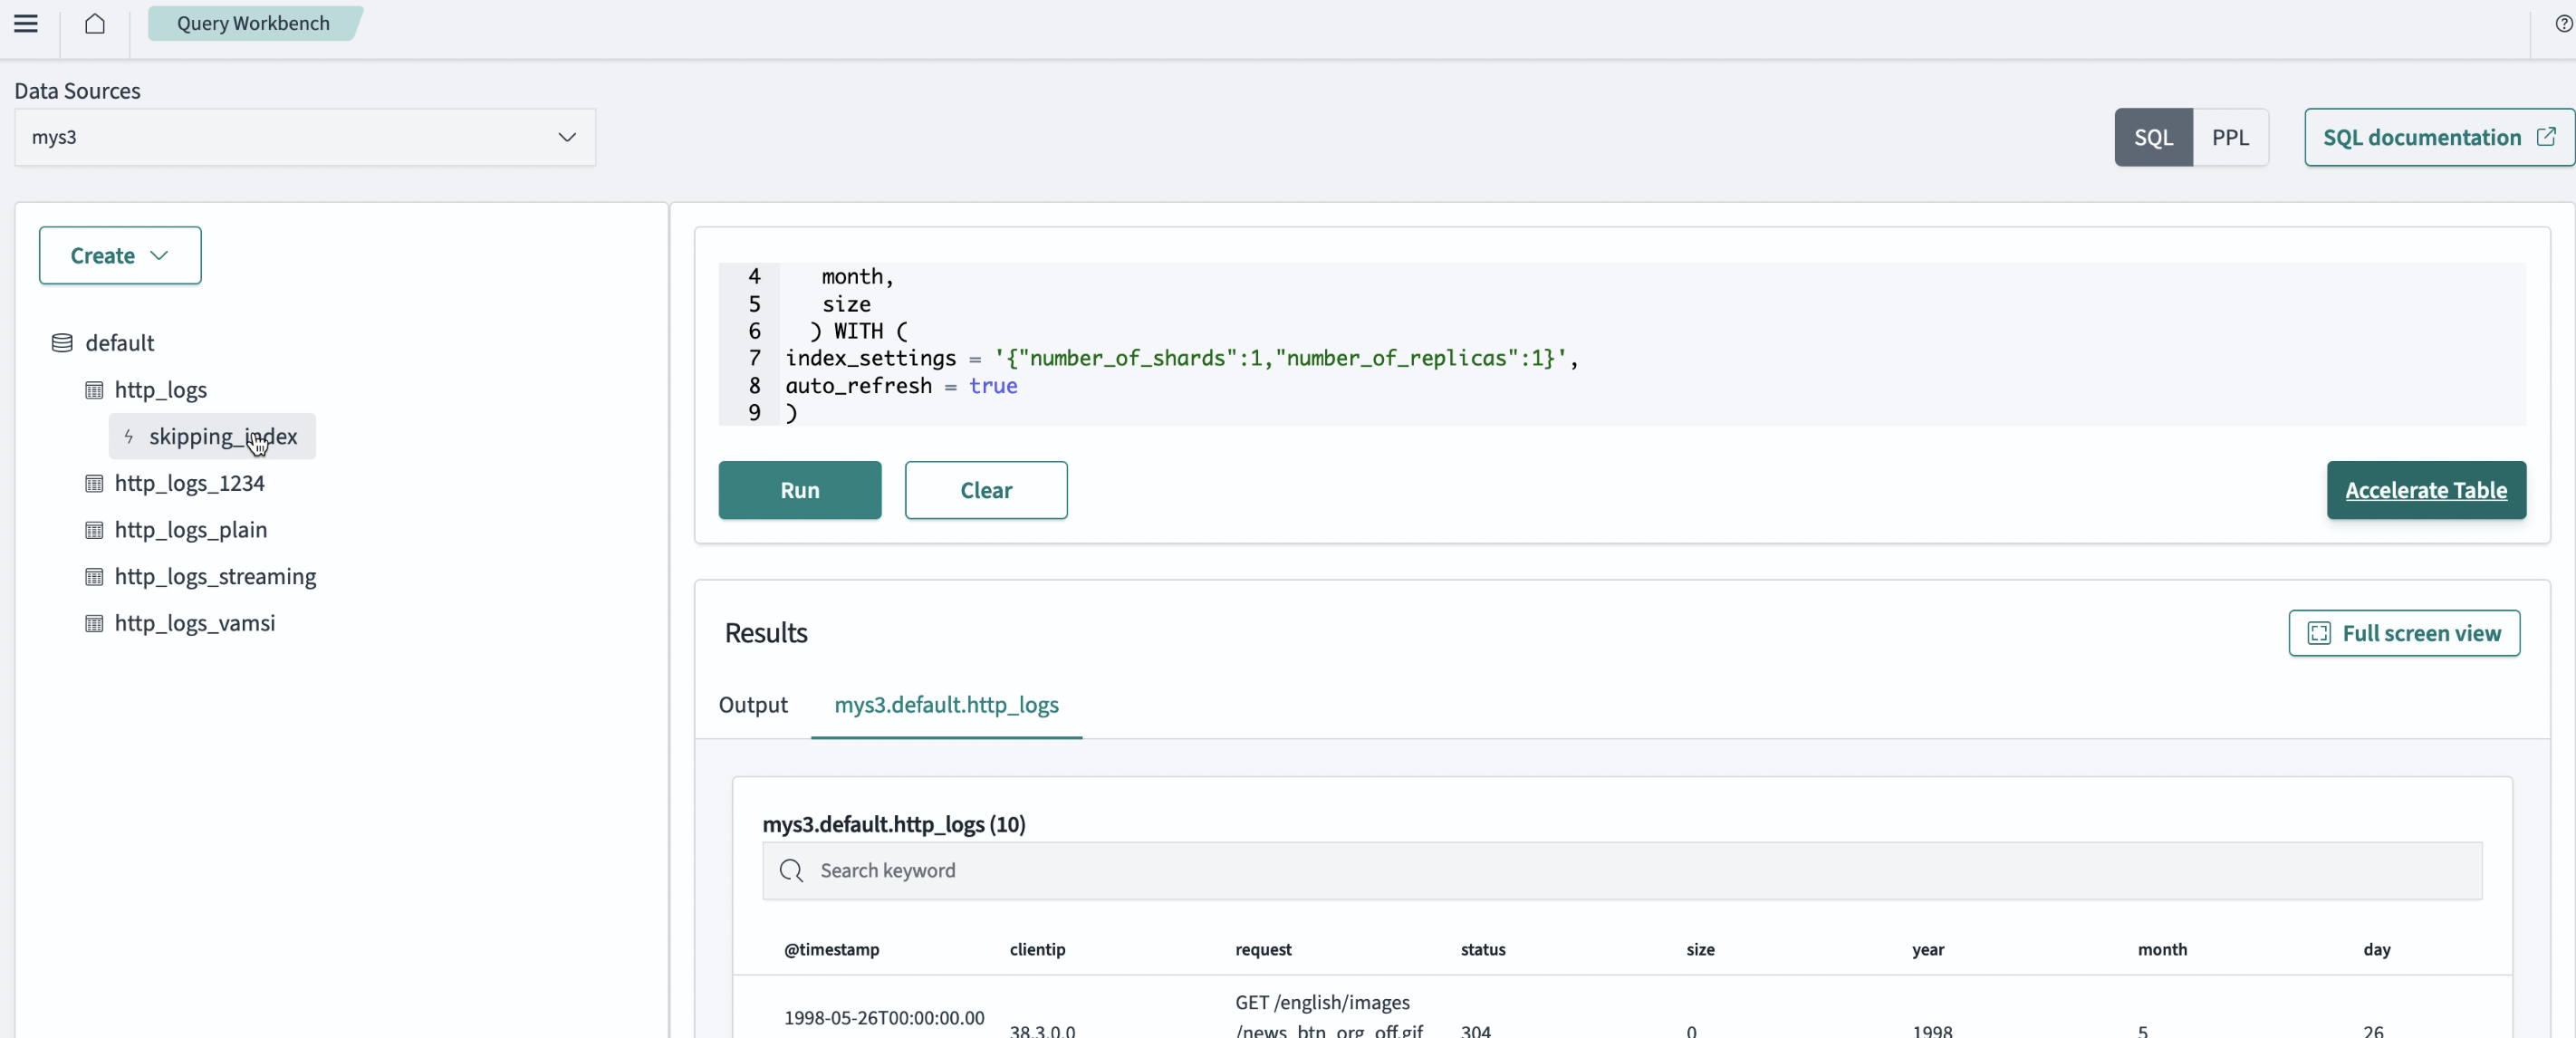 Query Workbench
Data Sources
mys3
SQL
PPL
SQL documentation
Create
default
http_logs
skipping_index
http_logs_1234
http_logs_plain
http_logs_streaming
http_logs_vamsi
4 month,
5 size
6 ) WITH (
7 index_settings = '{"number_of_shards":1,"number_of_replicas":1}',
8 auto_refresh = true
9 )
Run
Clear
Accelerate Table
Results
Full screen view
Output
mys3.default.http_logs
mys3.default.http_logs (10)
Search keyword
@timestamp clientip request status size year month day
GET /english/images
1998-05-26T00:00:00.00
38.3.0.0 /news_btn_org_off.gif 304 0 1998 5 26